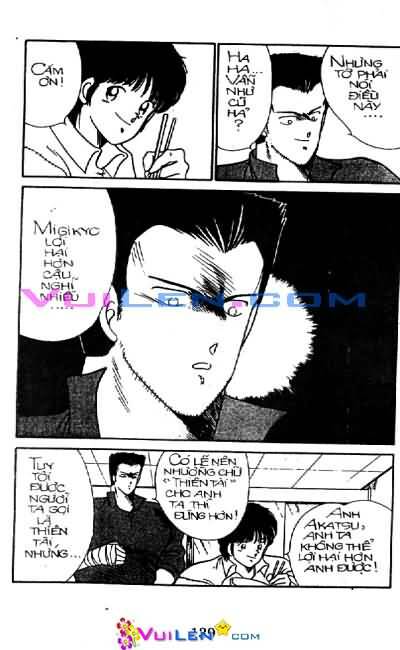 CÁM
ƠN!
HA
HA...
VẪN
NHƯ
CŨ
HẢ
?
NHƯNG
TỚ PHẢI
NÓI
ĐIỀU
NÀY
....
MIGIKYO
LỢI
HẠI
HƠN
CẬU
NGHĨ
NHIỀU
.....
VUILEN.COM
TUY
TÔI
ĐƯỢC
NGƯỜI
TA GỌI
LÀ
THIÊN
TÀI
NHƯNG...
CÓ LẼ NÊN
NHƯỜNG CHỮ
"THIÊN TÀI"
CHO ANH
TA THÌ
ĐÚNG HƠN!
ANH
AKATSU,
ANH TA
KHÔNG THỂ
LỢI HẠI HƠN
ANH ĐƯỢC!
VUILEN.COM